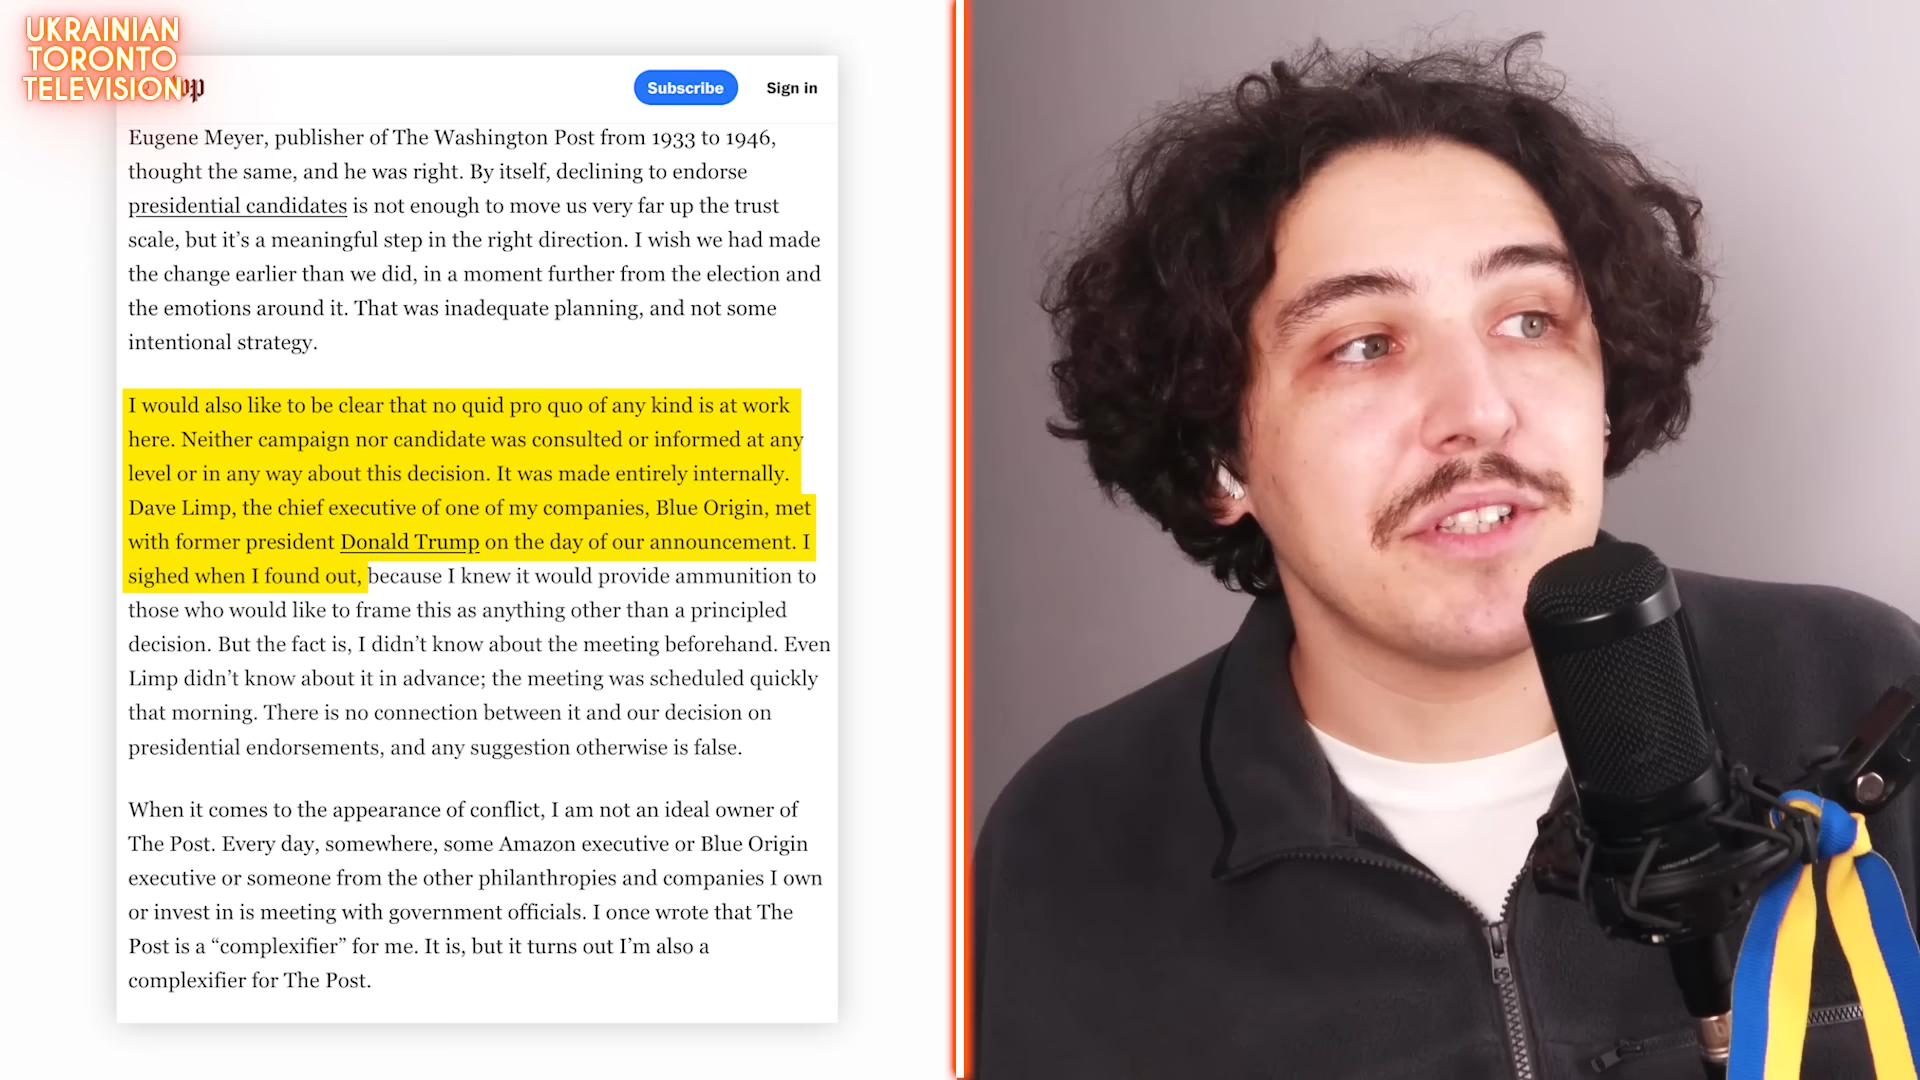 UKRAINIAN
TORONTO
TELEVISION
Subscribe
Sign in
Eugene Meyer, publisher of The Washington Post from 1933 to 1946,
thought the same, and he was right. By itself, declining to endorse
presidential candidates is not enough to move us very far up the trust
scale, but it’s a meaningful step in the right direction. I wish we had made
the change earlier than we did, in a moment further from the election and
the emotions around it. That was inadequate planning, and not some
intentional strategy.
I would also like to be clear that no quid pro quo of any kind is at work
here. Neither campaign nor candidate was consulted or informed at any
level or in any way about this decision. It was made entirely internally.
Dave Limp, the chief executive of one of my companies, Blue Origin, met
with former president Donald Trump on the day of our announcement. I
sighed when I found out, because I knew it would provide ammunition to
those who would like to frame this as anything other than a principled
decision. But the fact is, I didn’t know about the meeting beforehand. Even
Limp didn’t know about it in advance; the meeting was scheduled quickly
that morning. There is no connection between it and our decision on
presidential endorsements, and any suggestion otherwise is false.
When it comes to the appearance of conflict, I am not an ideal owner of
The Post. Every day, somewhere, some Amazon executive or Blue Origin
executive or someone from the other philanthropies and companies I own
or invest in is meeting with government officials. I once wrote that The
Post is a “complexifier” for me. It is, but it turns out I’m also a
complexifier for The Post.